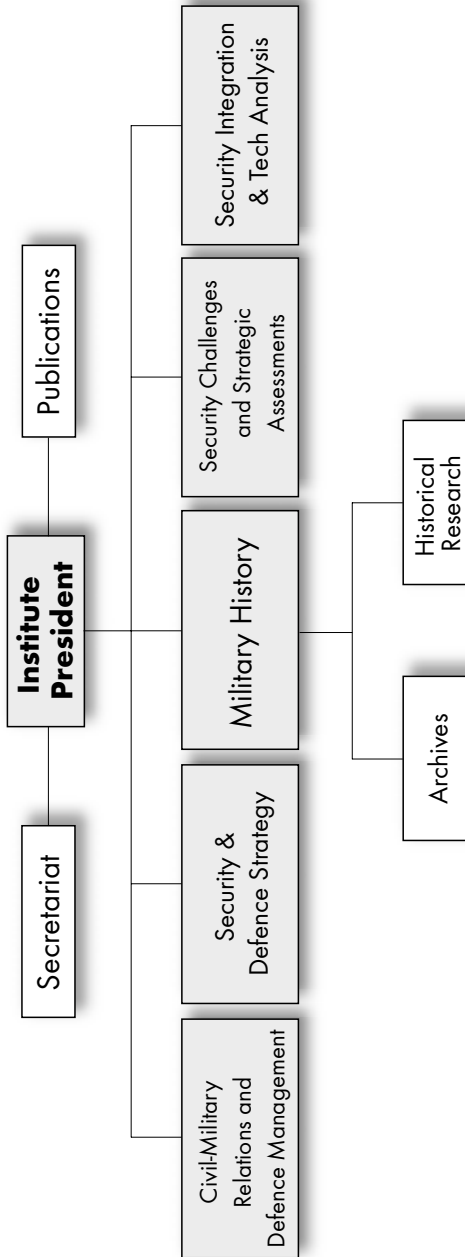 Institute
President
Secretariat
Publications
Civil-Military
Relations and
Defence Management
Security &
Defence Strategy
Military History
Security Challenges
and Strategic
Assessments
Security Integration
& Tech Analysis
Archives
Historical
Research